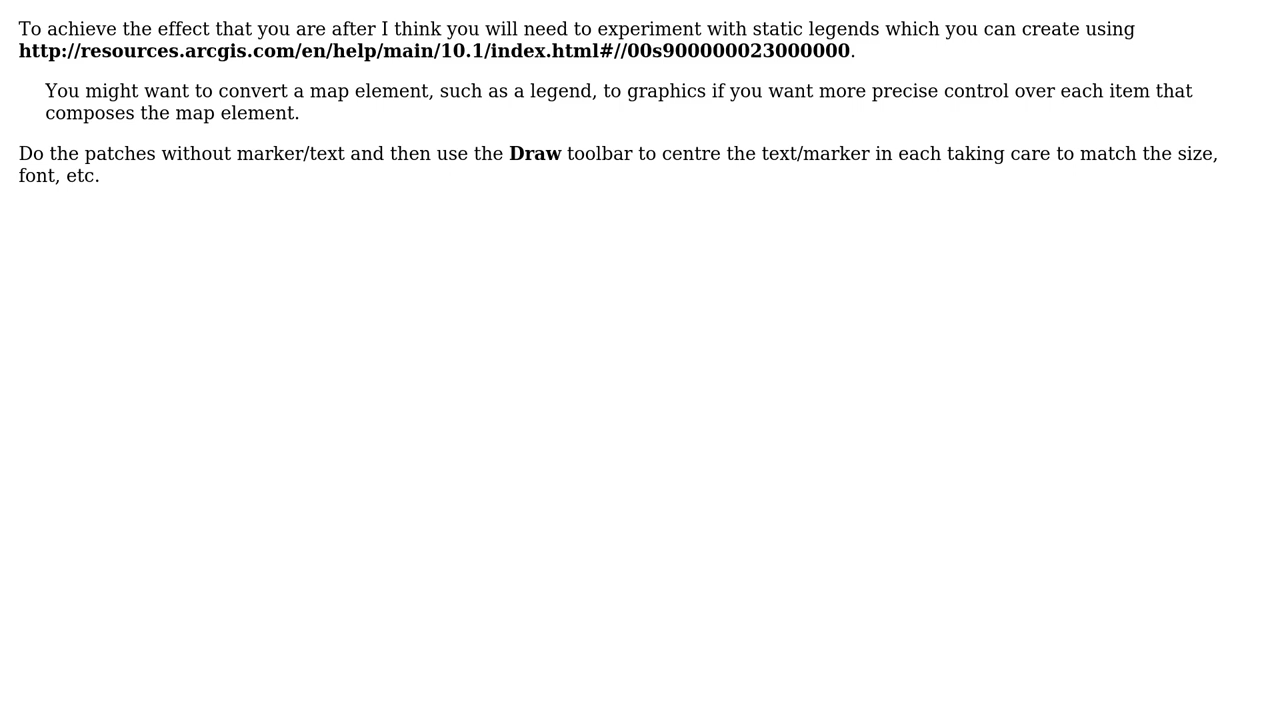 To achieve the effect that you are after I think you will need to experiment with static legends which you can create using
http://resources.arcgis.com/en/help/main/10.1/index.html#//00s900000023000000.
You might want to convert a map element, such as a legend, to graphics if you want more precise control over each item that
composes the map element.
Do the patches without marker/text and then use the Draw toolbar to centre the text/marker in each taking care to match the size,
font, etc.